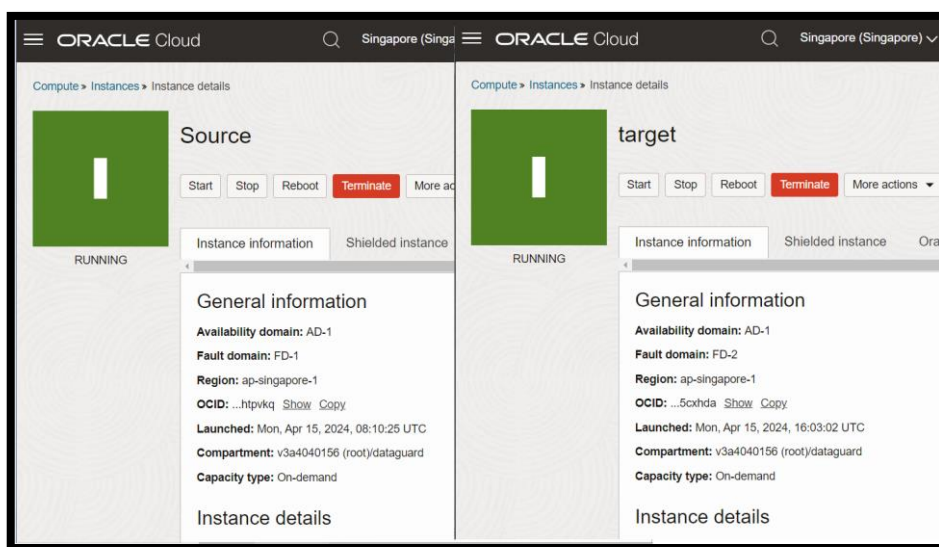 ORACLE Cloud
Singapore (Singa
Compute » Instances » Instance details
Source
Start Stop Reboot Terminate More ac
RUNNING
Instance information Shielded instance
General information
Availability domain: AD-1
Fault domain: FD-1
Region: ap-singapore-1
OCID: ...htpvkq Show Copy
Launched: Mon, Apr 15, 2024, 08:10:25 UTC
Compartment: v3a4040156 (root)/dataguard
Capacity type: On-demand
Instance details
ORACLE Cloud
Singapore (Singapore)
Compute » Instances » Instance details
target
Start Stop Reboot Terminate More actions
RUNNING
Instance information Shielded instance Ora
General information
Availability domain: AD-1
Fault domain: FD-2
Region: ap-singapore-1
OCID: ...5cxhda Show Copy
Launched: Mon, Apr 15, 2024, 16:03:02 UTC
Compartment: v3a4040156 (root)/dataguard
Capacity type: On-demand
Instance details